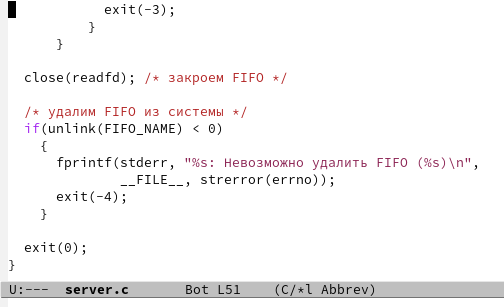 exit(-3);
}
}
close(readfd); /* закроем FIFO */
/* удалим FIFO из системы */
if(unlink(FIFO_NAME) < 0)
{
fprintf(stderr, "%s: Невозможно удалить FIFO (%s)\n",
__FILE__, strerror(errno));
exit(-4);
}
exit(0);
}
U:--- server.c Bot L51 (C/*l Abbrev)